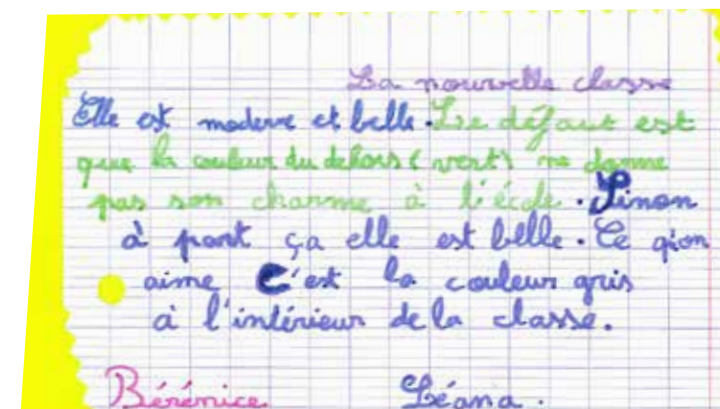 La nouvelle classe
Elle est moderne et belle. Le défaut est
que la couleur du dehors (vert) ne donne
pas son charme à l'école. Sinon
à part ça elle est belle. Ce qion
aime c'est la couleur gris
à l'intérieur de la classe.
Bérénice Léana.